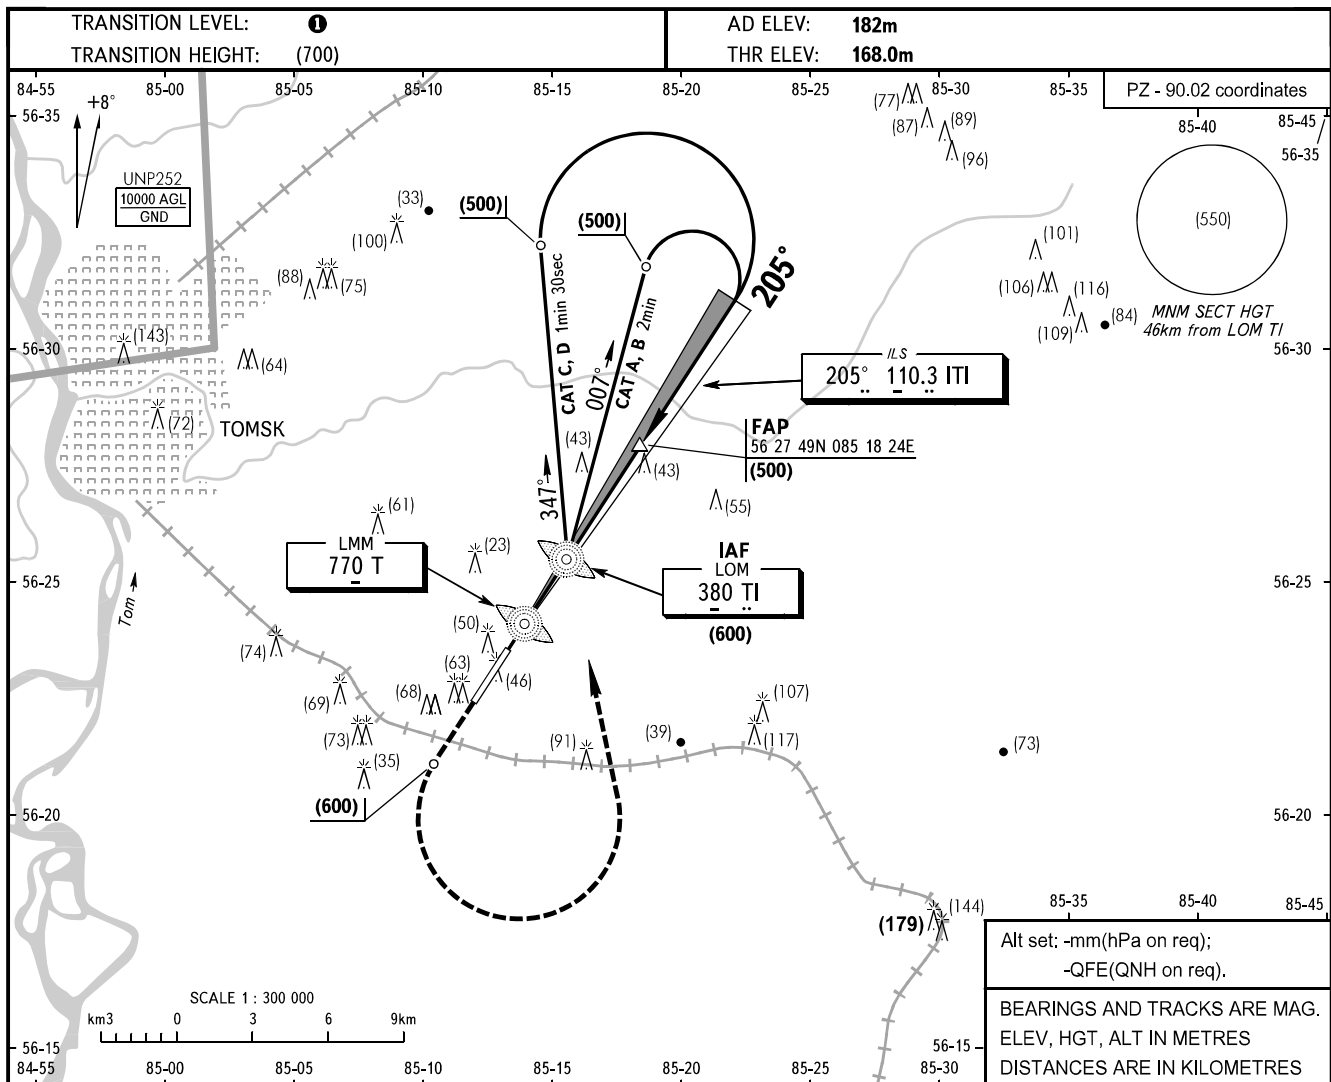 TRANSITION LEVEL: 1
TRANSITION HEIGHT: (700)
AD ELEV: 182m
THR ELEV: 168.0m
84-55 85-00 85-05 85-10 85-15 85-20 85-25 85-30 85-35
PZ - 90.02 coordinates
85-40 85-45
56-35
56-35
+8°
UNP252
10000 AGL
GND
(77)
(87)
(89)
(96)
(33)
(100)
(500)
(500)
(88)
(75)
205°
(101)
(106)
(116)
(109)
(84)
(550)
MNM SECT HGT
46km from LOM TI
(143)
56-30
56-30
(64)
CAT C, D 1min 30sec
007°
CAT A, B 2min
ILS
205° 110.3 ITI
(72)
TOMSK
FAP
56 27 49N 085 18 24E
(500)
(43)
(43)
(55)
347°
(61)
(23)
LMM
770 T
IAF
LOM
380 TI
(600)
56-25
56-25
Tom
(50)
(74)
(46)
(63)
(68)
(69)
(73)
(35)
(91)
(39)
(107)
(117)
(73)
(600)
56-20
56-20
85-35 85-40 85-45
(144)
(179)
Alt set: -mm(hPa on req);
-QFE(QNH on req).
SCALE 1 : 300 000
km3 0 3 6 9km
BEARINGS AND TRACKS ARE MAG.
ELEV, HGT, ALT IN METRES
DISTANCES ARE IN KILOMETRES
56-15
56-15
84-55 85-00 85-05 85-10 85-15 85-20 85-25 85-30